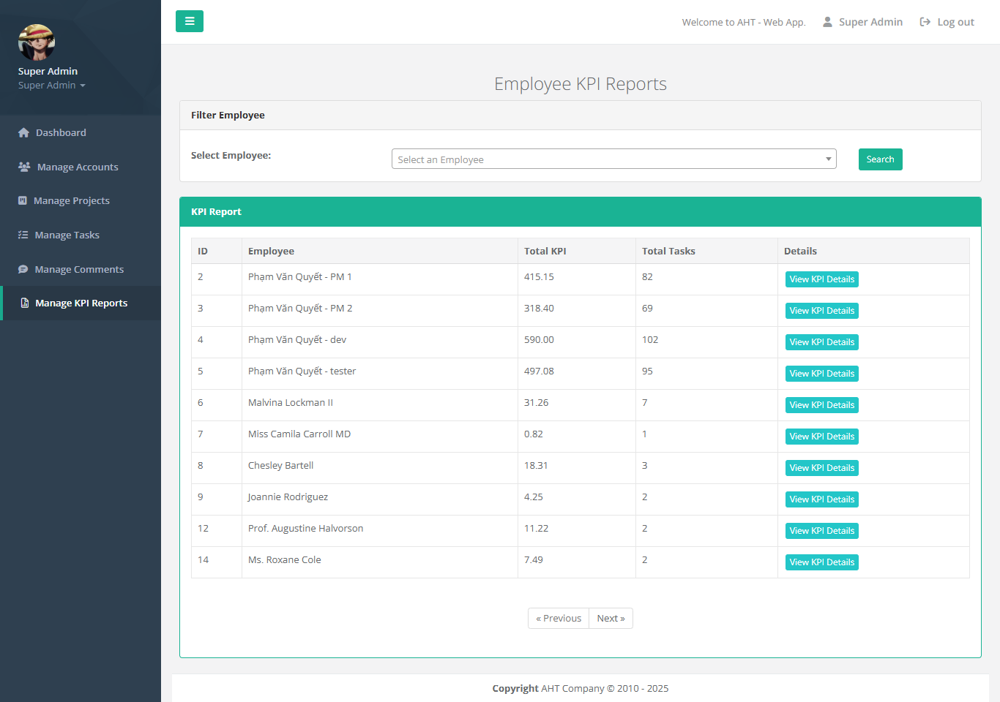 Super Admin
Super Admin
Dashboard
Manage Accounts
Manage Projects
Manage Tasks
Manage Comments
Manage KPI Reports
Welcome to AHT - Web App.
Super Admin
Log out
Employee KPI Reports
Filter Employee
Select Employee:
Select an Employee
Search
KPI Report
ID Employee Total KPI Total Tasks Details
2 Phạm Văn Quyết - PM 1 415.15 82 View KPI Details
3 Phạm Văn Quyết - PM 2 318.40 69 View KPI Details
4 Phạm Văn Quyết - dev 590.00 102 View KPI Details
5 Phạm Văn Quyết - tester 497.08 95 View KPI Details
6 Malvina Lockman II 31.26 7 View KPI Details
7 Miss Camila Carroll MD 0.82 1 View KPI Details
8 Chesley Bartell 18.31 3 View KPI Details
9 Joannie Rodriguez 4.25 2 View KPI Details
12 Prof. Augustine Halvorson 11.22 2 View KPI Details
14 Ms. Roxane Cole 7.49 2 View KPI Details
« Previous Next »
Copyright AHT Company © 2010 - 2025